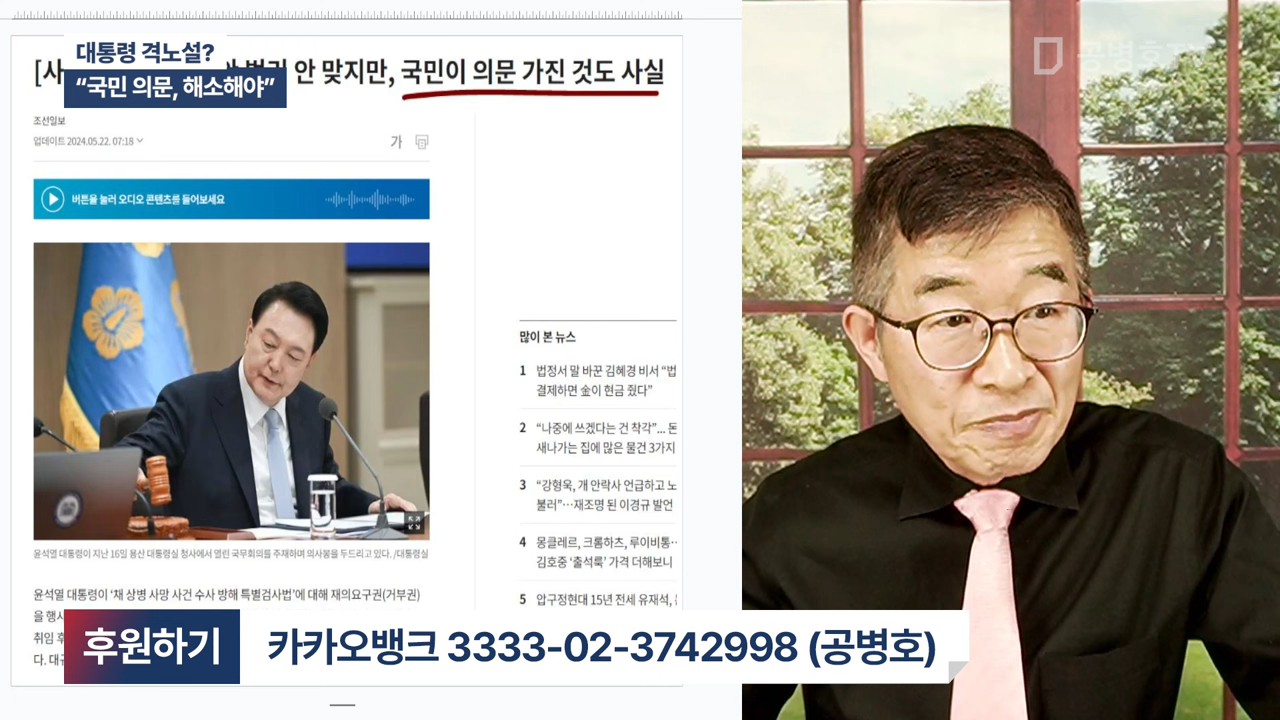 대통령 격노설?
“국민 의문, 해소해야”
[사 안 맞지만, 국민이 의문 가진 것도 사실
조선일보
업데이트 2024.05.22. 07:18
가
버튼을 눌러 오디오 콘텐츠를 들어보세요
윤석열 대통령이 지난 16일 용산 대통령실 청사에서 열린 국무회의를 주재하며 의사봉을 두드리고 있다. /대통령실
윤석열 대통령이 ‘채 상병 사망 사건 수사 방해 특별검사법’에 대해 재의요구권(거부권)
을 행사
취임 후
다. 대규
많이 본 뉴스
1 법정서 말 바꾼 김혜경 비서 “법
결제하면 金이 현금 줬다”
2 “나중에 쓰겠다는 건 착각”... 돈
새나가는 집에 많은 물건 3가지
3 “강형욱, 개 안락사 언급하고 노
불러”…재조명 된 이경규 발언
4 몽클레르, 크롬하츠, 루이비통…
김호중 ‘출석룩’ 가격 더해보니
5 압구정현대 15년 전세 유재석,
공병호
후원하기
카카오뱅크 3333-02-3742998 (공병호)